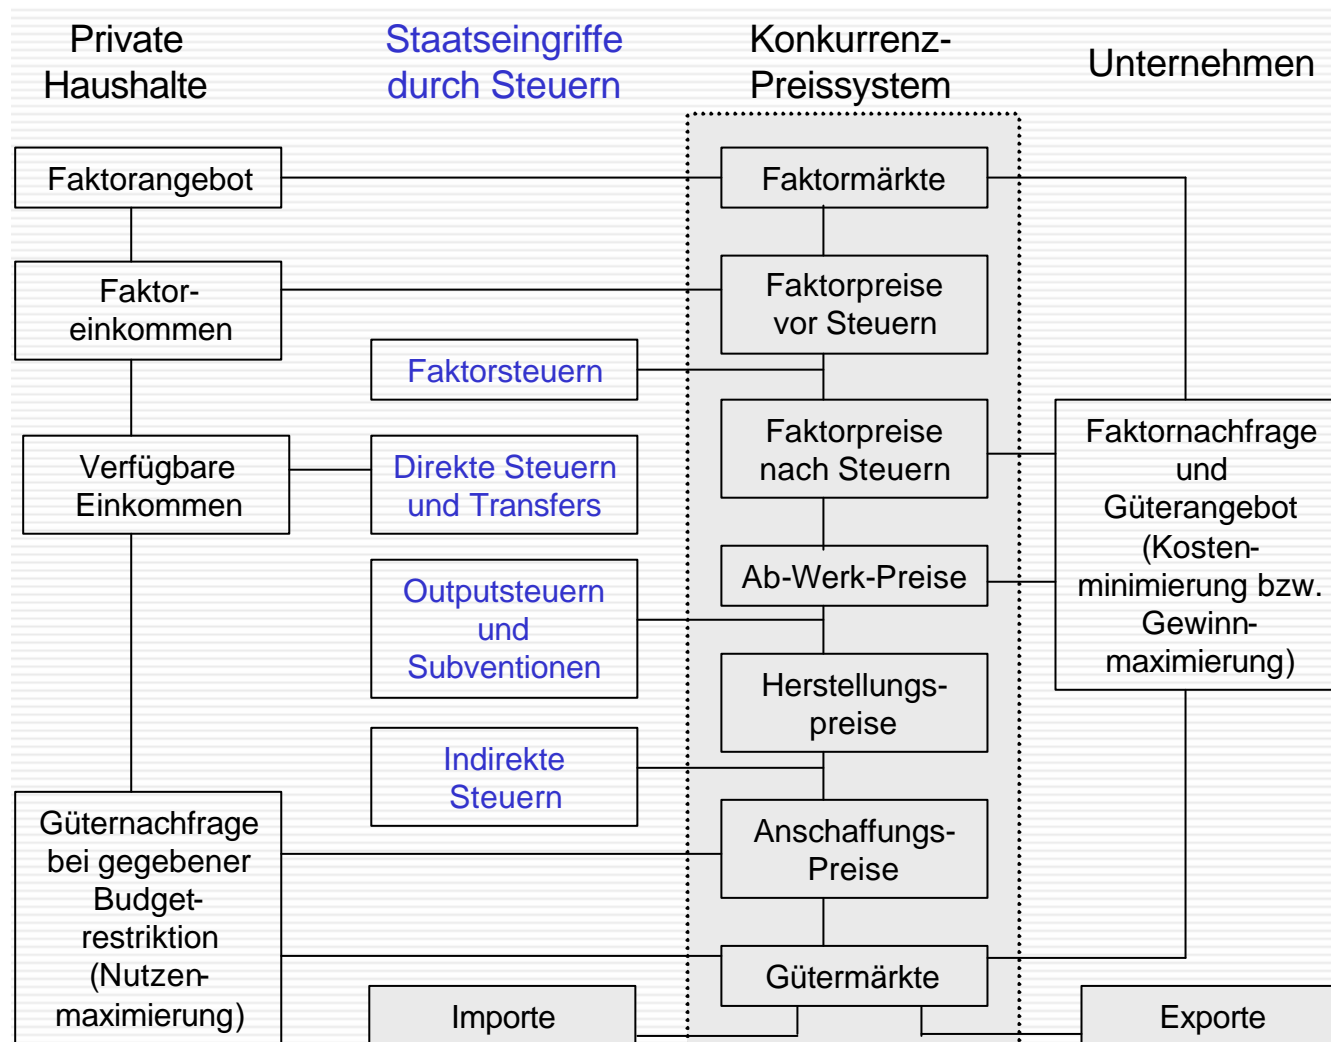 Private
Haushalte
Staatseingriffe
durch Steuern
Konkurrenz-
Preissystem
Unternehmen
Faktorangebot
Faktormärkte
Faktor-
einkommen
Faktorpreise
vor Steuern
Faktorsteuern
Verfügbare
Einkommen
Direkte Steuern
und Transfers
Faktorpreise
nach Steuern
Faktornachfrage
und
Güterangebot
(Kosten-
minimierung bzw.
Gewinn-
maximierung)
Ab-Werk-Preise
Outputsteuern
und
Subventionen
Herstellungs-
preise
Indirekte
Steuern
Güternachfrage
bei gegebener
Budget-
restriktion
(Nutzen-
maximierung)
Anschaffungs-
Preise
Gütermärkte
Importe
Exporte